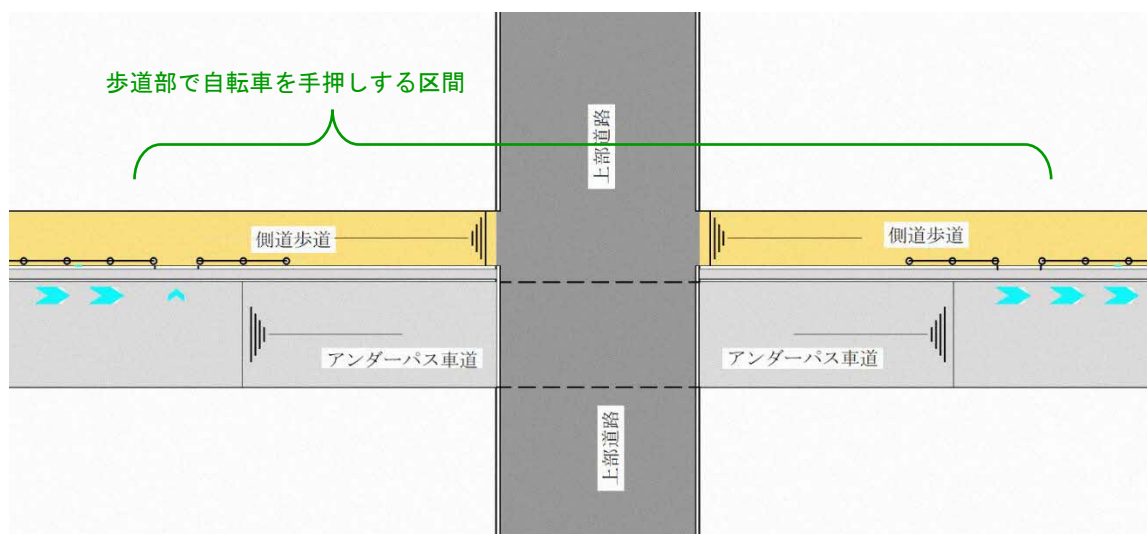 歩道部で自転車を手押しする区間
上部道路
側道歩道
側道歩道
アンダーパス車道
アンダーパス車道
上部道路